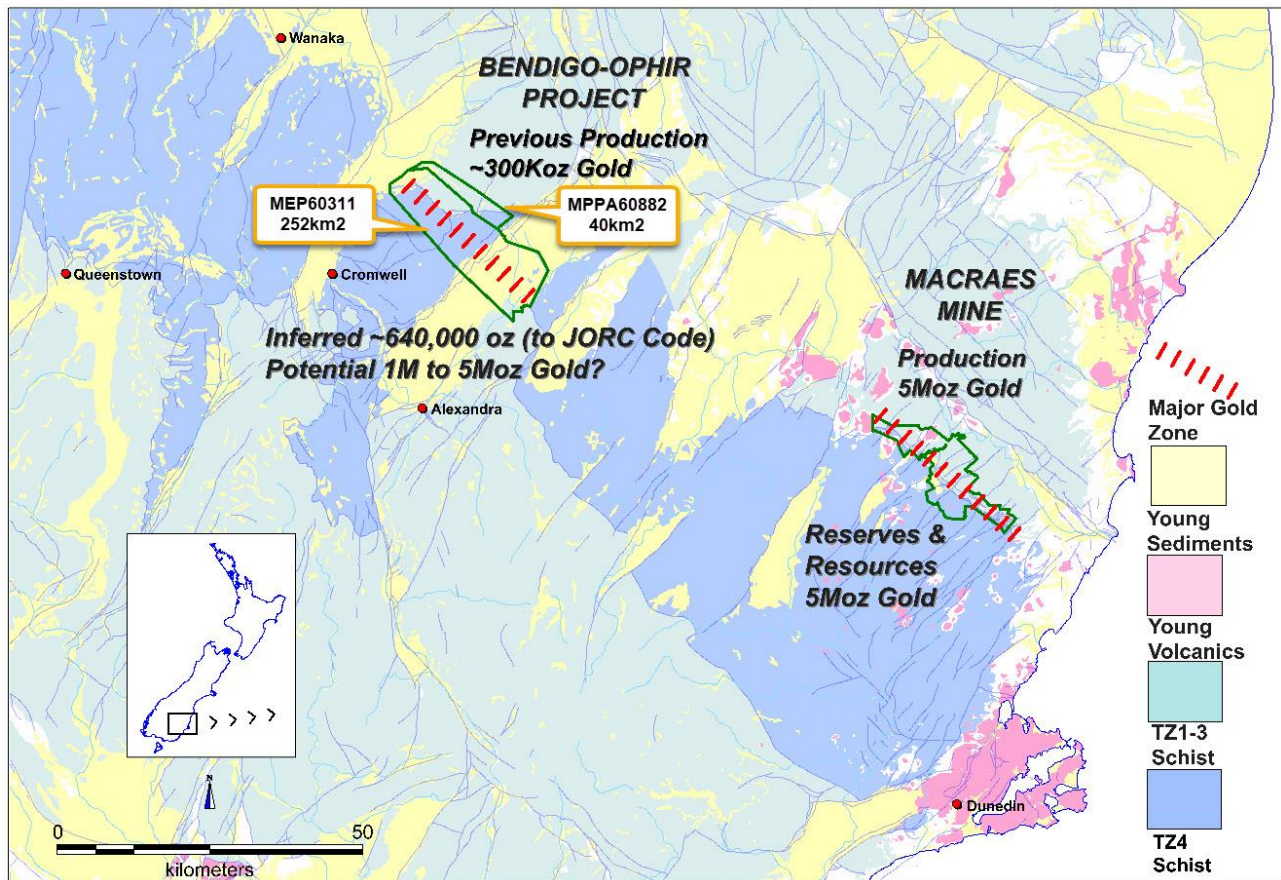 Wanaka
BENDIGO-OPHIR
PROJECT
Previous Production
~300Koz Gold
MEP60311
252km2
MPPA60882
40km2
Queenstown
Cromwell
MACRAES
MINE
Inferred ~640,000 oz (to JORC Code)
Potential 1M to 5Moz Gold?
Production
5Moz Gold
Alexandra
Reserves &
Resources
5Moz Gold
Major Gold
Zone
Young
Sediments
Young
Volcanics
TZ1-3
Schist
TZ4
Schist
Dunedin
N
0
50
kilometers